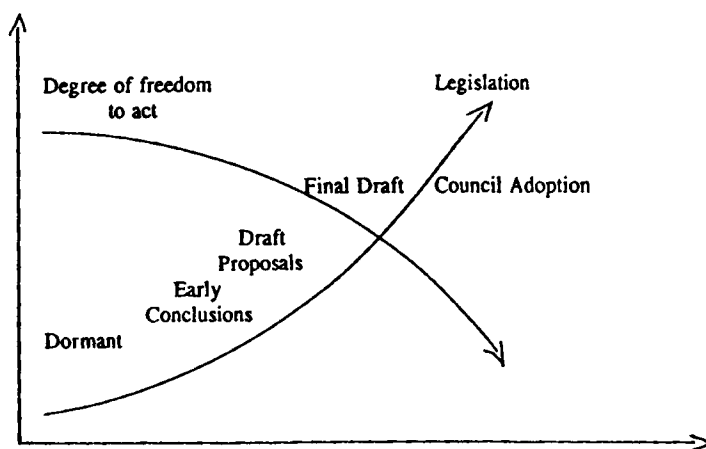 Degree of freedom
to act
Legislation
Final Draft
Council Adoption
Draft
Proposals
Early
Conclusions
Dormant